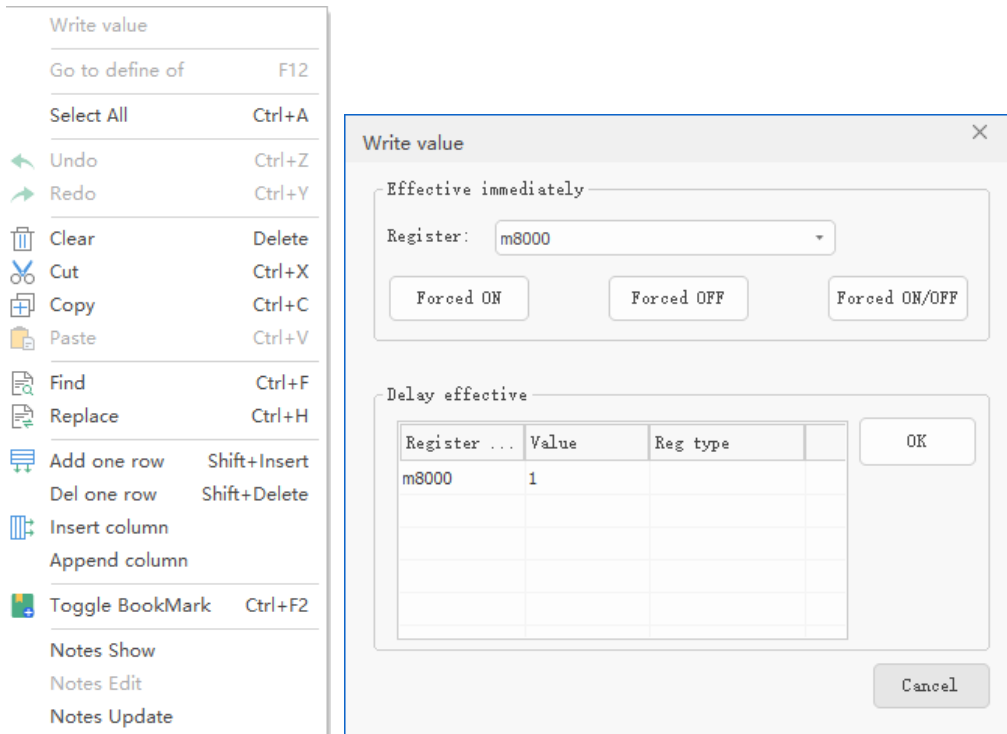 Write value
Go to define of F12
Select All Ctrl+A
Undo Ctrl+Z
Redo Ctrl+Y
Clear Delete
Cut Ctrl+X
Copy Ctrl+C
Paste Ctrl+V
Find Ctrl+F
Replace Ctrl+H
Add one row Shift+Insert
Del one row Shift+Delete
Insert column
Append column
Toggle BookMark Ctrl+F2
Notes Show
Notes Edit
Notes Update
Write value
Effective immediately
Register: m8000
Forced ON Forced OFF Forced ON/OFF
Delay effective
Register ... Value Reg type
m8000 1
OK
Cancel